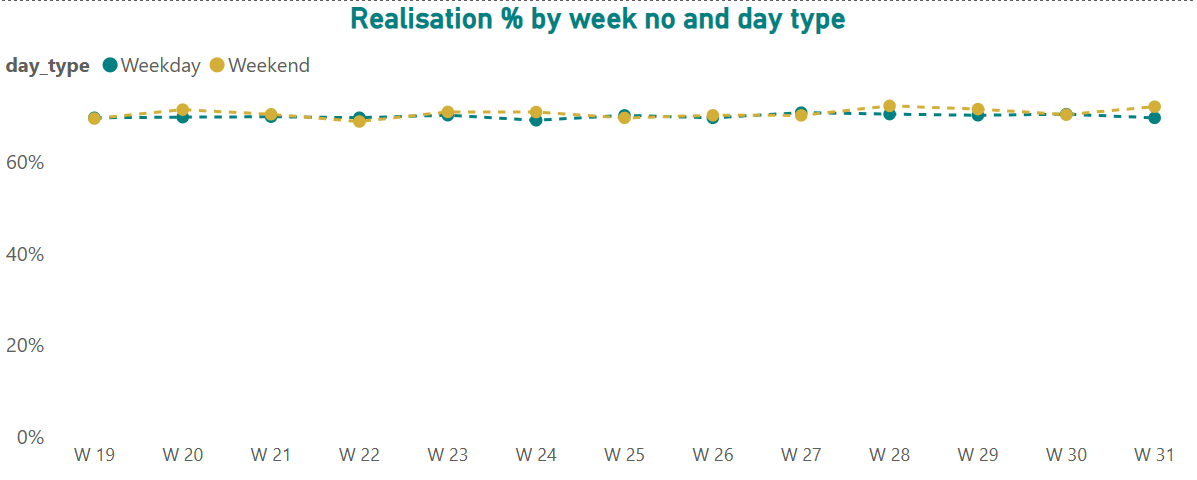 Realisation % by week no and day type
day_type Weekday Weekend
60%
40%
20%
0%
W 19 W 20 W 21 W 22 W 23 W 24 W 25 W 26 W 27 W 28 W 29 W 30 W 31